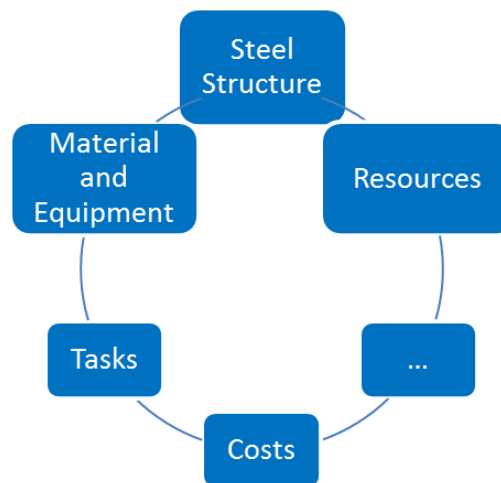 Steel
Structure
Material
and
Equipment
Resources
Tasks
...
Costs